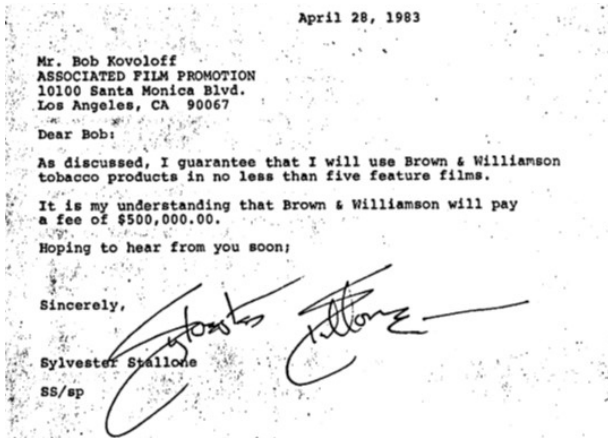 April 28, 1983
Mr. Bob Kovoloff
ASSOCIATED FILM PROMOTION
10100 Santa Monica Blvd.
Los Angeles, CA 90067
Dear Bob:
As discussed, I guarantee that I will use Brown & Williamson
tobacco products in no less than five feature films.
It is my understanding that Brown & Williamson will pay
a fee of $500,000.00.
Hoping to hear from you soon;
Sincerely,
Sylvester Stallone
Sylvester Stallone
SS/sp